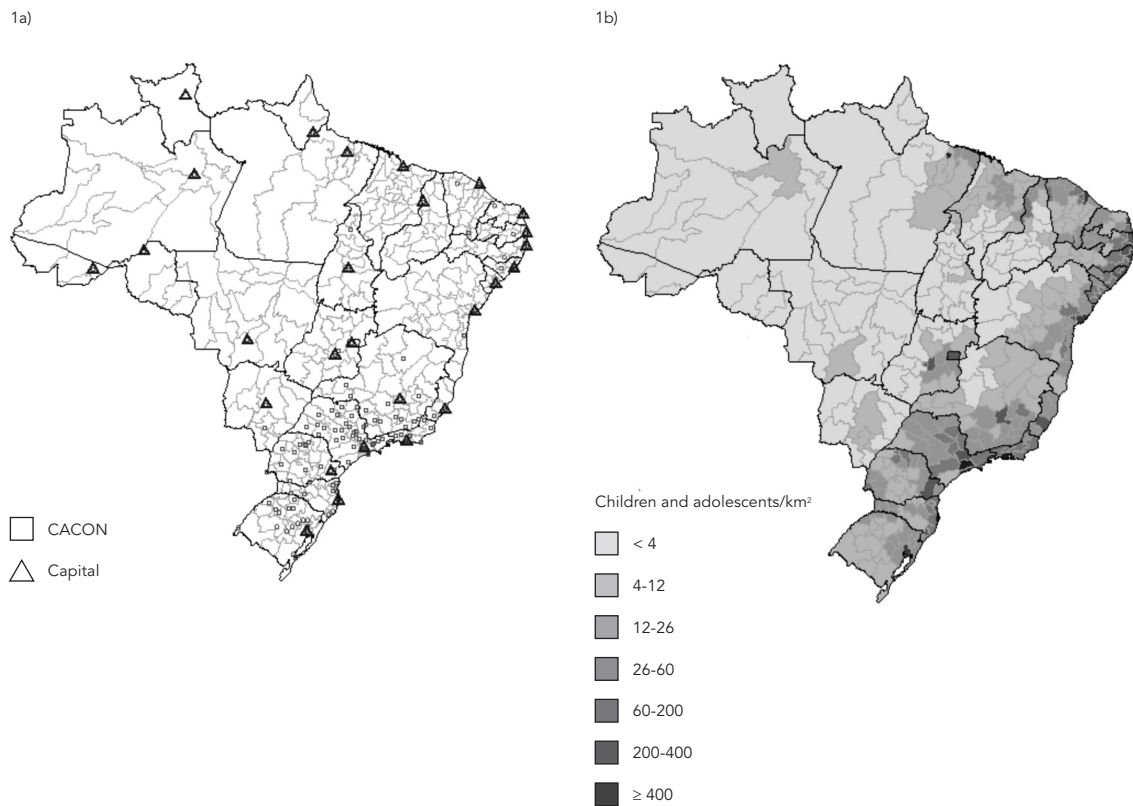 1a)
CACON
Capital
1b)
Children and adolescents/km²
< 4
4-12
12-26
26-60
60-200
200-400
≥ 400